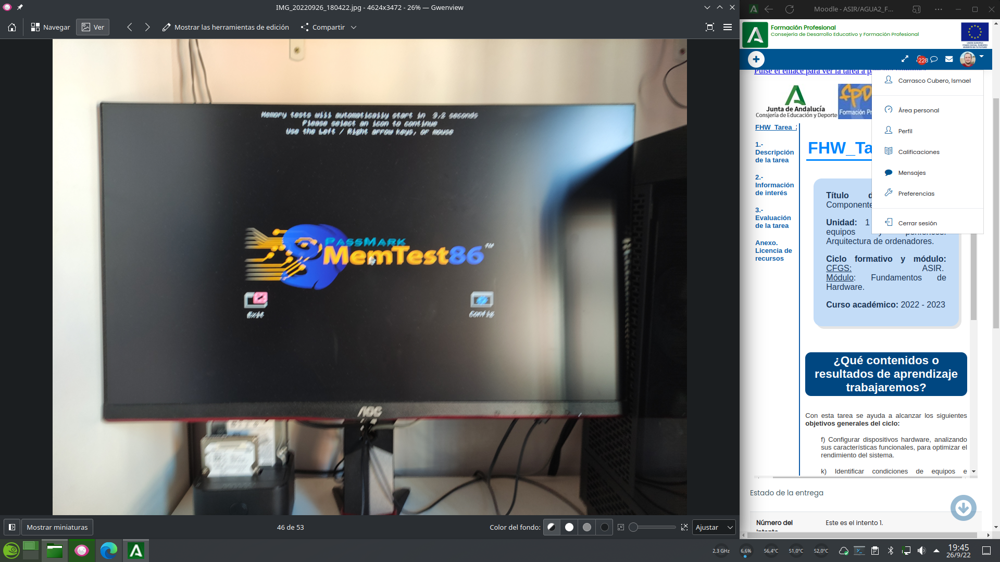 IMG_20220926_180422.jpg - 4624x3472 - 26% — Gwenview
Navegar
Ver
Mostrar las herramientas de edición
Compartir
Memory tests will automatically start in 9,2 seconds
Please select an icon to continue
Use the Left / Right arrow keys, or mouse
PASSMARK
MemTest86™
Exit
Config
AOC
Mostrar miniaturas
46 de 53
Color del fondo:
Ajustar
Moodle - ASIR/AGUA2_F...
Formación Profesional
Consejería de Desarrollo Educativo y Formación Profesional
UNIÓN EUROPEA
228
Pulse el enlace para ver la tarea a p
Carrasco Cubero, Ismael
Área personal
Perfil
Calificaciones
Mensajes
Preferencias
Cerrar sesión
Junta de Andalucía
Consejería de Educación y Deporte
fpD
Formación Pr
FHW_Tarea_
1.-
Descripción
de la tarea
2.-
Información
de interés
3.-
Evaluación
de la tarea
Anexo.
Licencia de
recursos
FHW_Ta
Título d
Componente
Unidad: 1
equipos y periféricos.
Arquitectura de ordenadores.
Ciclo formativo y módulo:
CFGS: ASIR.
Módulo: Fundamentos de
Hardware.
Curso académico: 2022 - 2023
¿Qué contenidos o
resultados de aprendizaje
trabajaremos?
Con esta tarea se ayuda a alcanzar los siguientes
objetivos generales del ciclo:
f) Configurar dispositivos hardware, analizando
sus características funcionales, para optimizar el
rendimiento del sistema.
k) Identificar condiciones de equipos e
Estado de la entrega
Número del
intento
Este es el intento 1.
2,3 GHz
6,6%
56,4°C
51,0°C
52,0°C
19:45
26/9/22